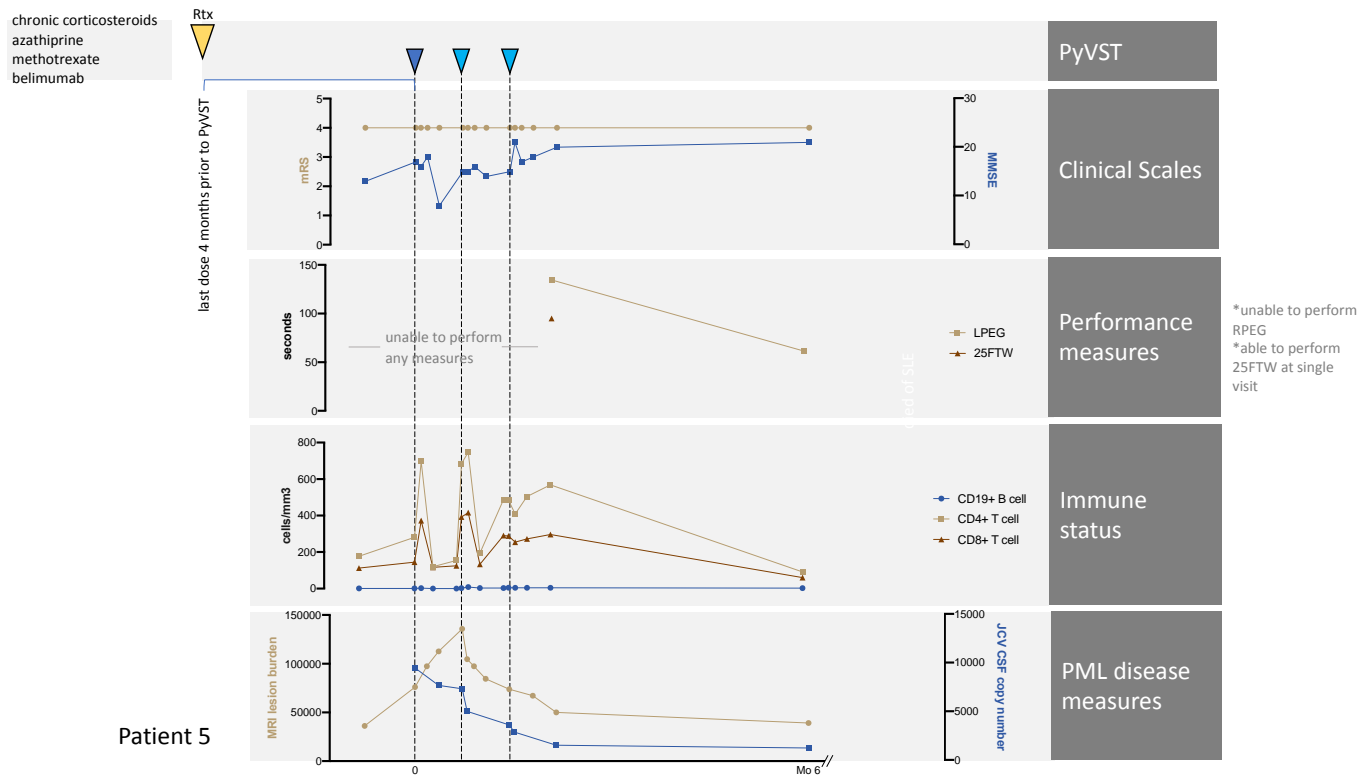 chronic corticosteroids
azathiprine
methotrexate
belimumab
Rtx
PyVST
last dose 4 months prior to PyVST
5
4
3
2
1
0
mRS
30
20
10
0
MMSE
Clinical Scales
150
100
50
0
seconds
unable to perform
any measures
LPEG
25FTW
Performance
measures
*unable to perform
RPEG
*able to perform
25FTW at single
visit
of SLE
800
600
400
200
0
cells/mm3
CD19+ B cell
CD4+ T cell
CD8+ T cell
Immune
status
150000
100000
50000
0
MRI lesion burden
15000
10000
5000
0
JCV CSF copy number
PML disease
measures
Patient 5
0
Mo 6